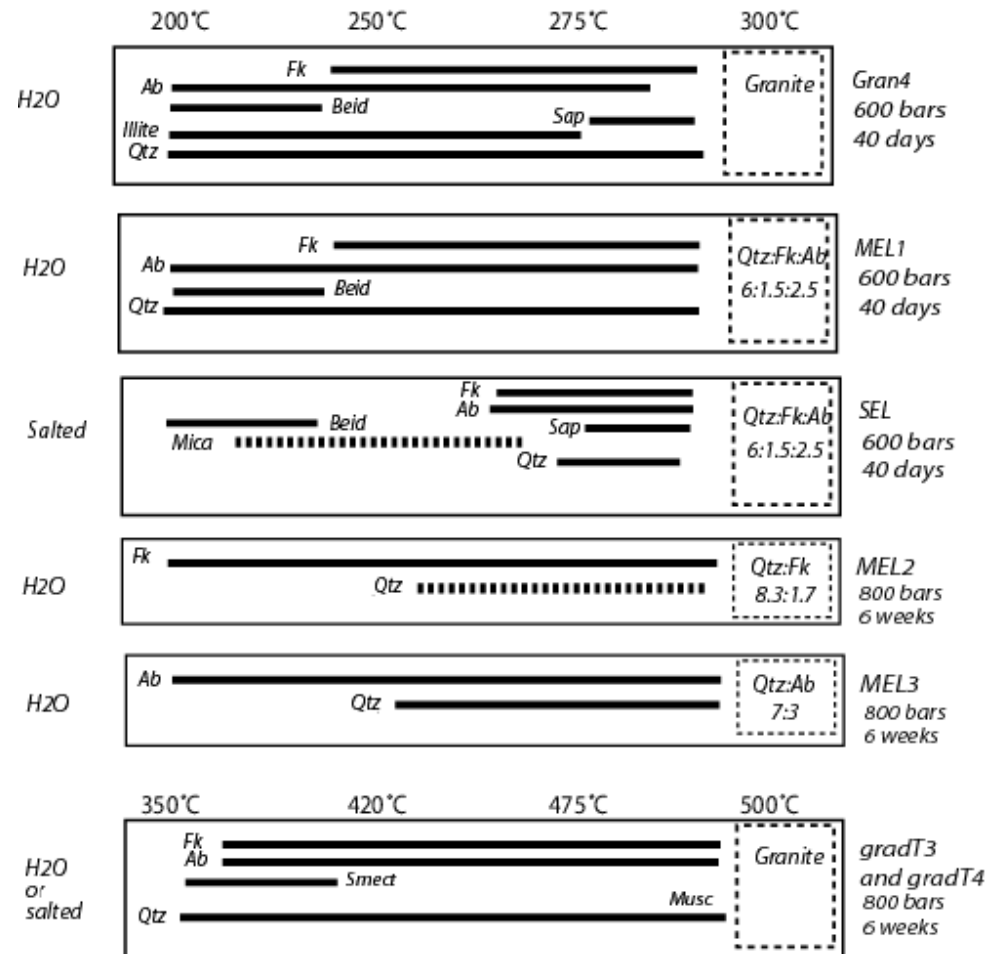 200°C 250°C 275°C 300°C
H2O
Fk
Ab
Beid
Sap
Illite
Qtz
Granite
Gran4
600 bars
40 days
H2O
Fk
Ab
Beid
Qtz
Qtz:Fk:Ab
6:1.5:2.5
MEL1
600 bars
40 days
Salted
Fk
Ab
Beid
Sap
Mica
Qtz
Qtz:Fk:Ab
6:1.5:2.5
SEL
600 bars
40 days
H2O
Fk
Qtz
Qtz:Fk
8.3:1.7
MEL2
800 bars
6 weeks
H2O
Ab
Qtz
Qtz:Ab
7:3
MEL3
800 bars
6 weeks
350°C 420°C 475°C 500°C
H2O
or
salted
Fk
Ab
Smect
Musc
Qtz
Granite
gradT3
and gradT4
800 bars
6 weeks